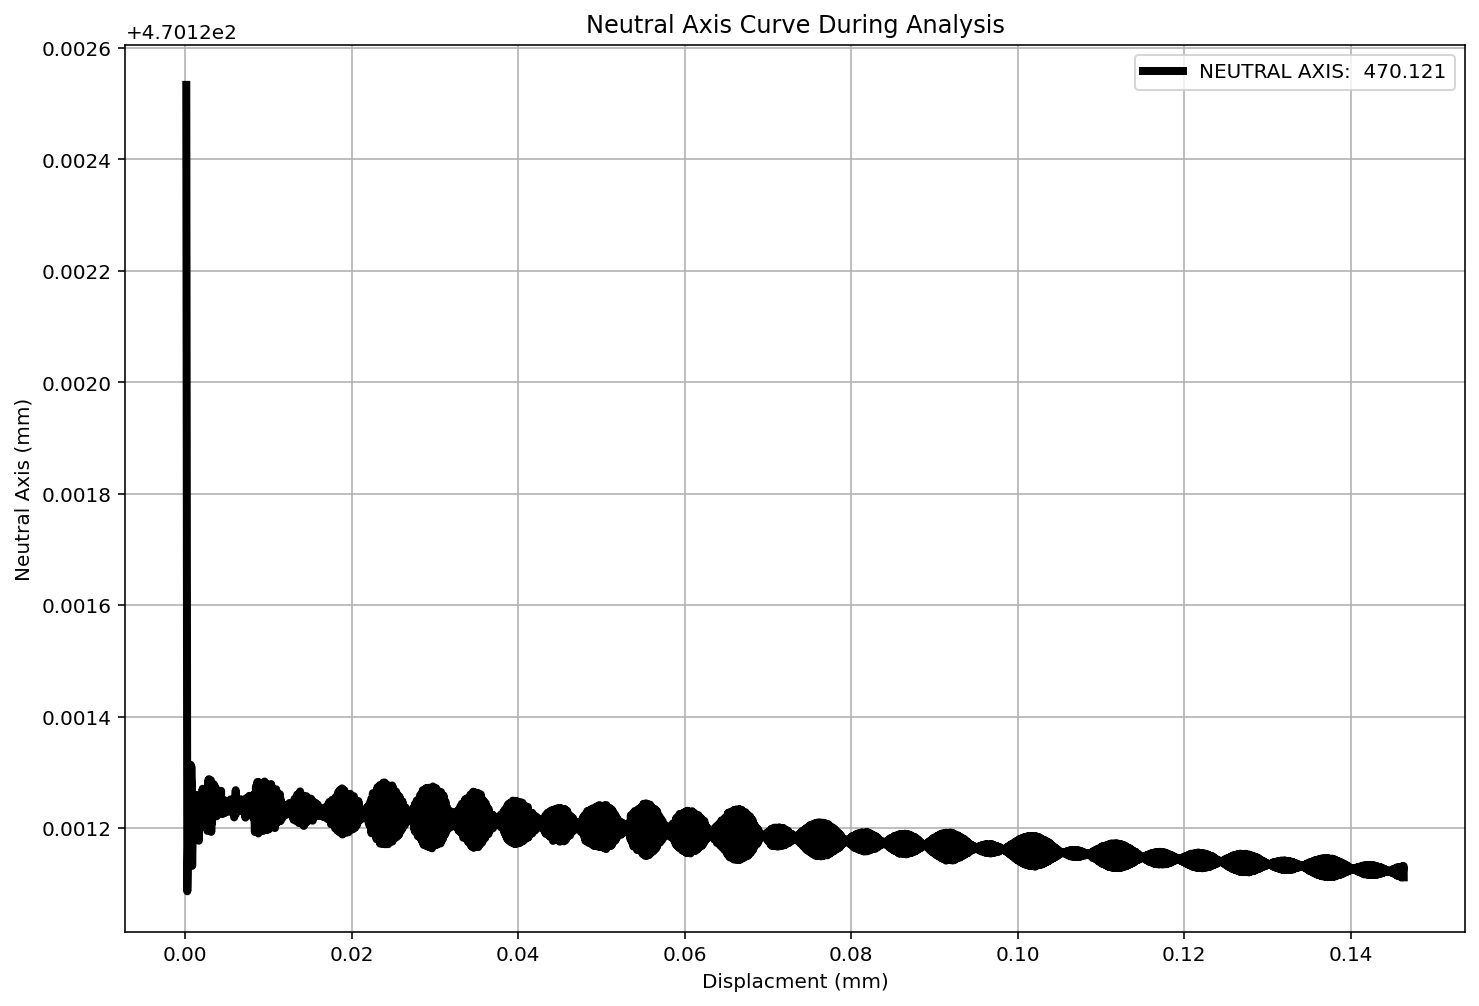 Neutral Axis Curve During Analysis
+4.7012e2
NEUTRAL AXIS:  470.121
0.0026
0.0024
0.0022
0.0020
0.0018
0.0016
0.0014
0.0012
Neutral Axis (mm)
0.00 0.02 0.04 0.06 0.08 0.10 0.12 0.14
Displacment (mm)